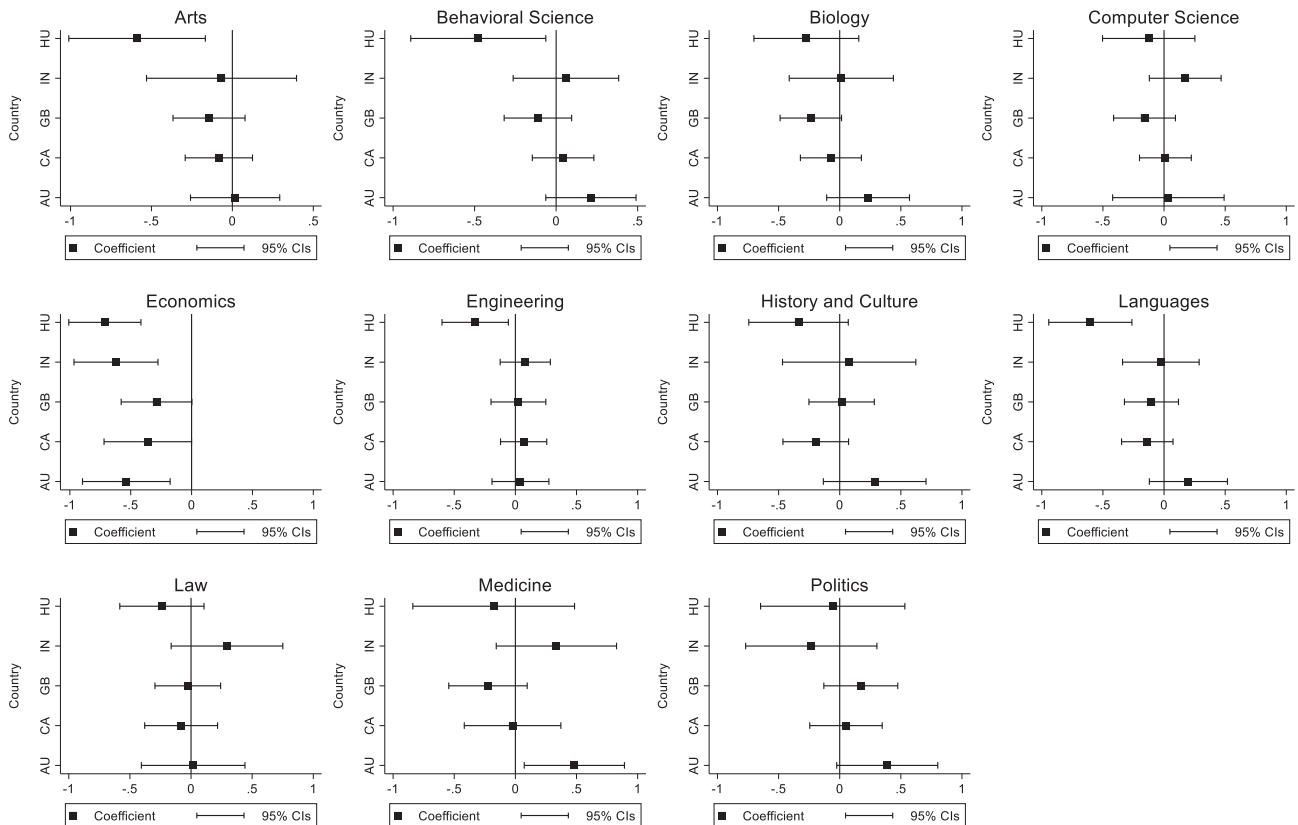 Arts
Behavioral Science
Biology
Computer Science
Country
HU
IN
GB
CA
AU
-1 -.5 0 .5
Coefficient 95% CIs
Country
HU
IN
GB
CA
AU
-1 -.5 0 .5
Coefficient 95% CIs
Country
HU
IN
GB
CA
AU
-1 -.5 0 .5 1
Coefficient 95% CIs
Country
HU
IN
GB
CA
AU
-1 -.5 0 .5 1
Coefficient 95% CIs
Economics
Engineering
History and Culture
Languages
Country
HU
IN
GB
CA
AU
-1 -.5 0 .5 1
Coefficient 95% CIs
Country
HU
IN
GB
CA
AU
-1 -.5 0 .5 1
Coefficient 95% CIs
Country
HU
IN
GB
CA
AU
-1 -.5 0 .5 1
Coefficient 95% CIs
Country
HU
IN
GB
CA
AU
-1 -.5 0 .5 1
Coefficient 95% CIs
Law
Medicine
Politics
Country
HU
IN
GB
CA
AU
-1 -.5 0 .5 1
Coefficient 95% CIs
Country
HU
IN
GB
CA
AU
-1 -.5 0 .5 1
Coefficient 95% CIs
Country
HU
IN
GB
CA
AU
-1 -.5 0 .5 1
Coefficient 95% CIs